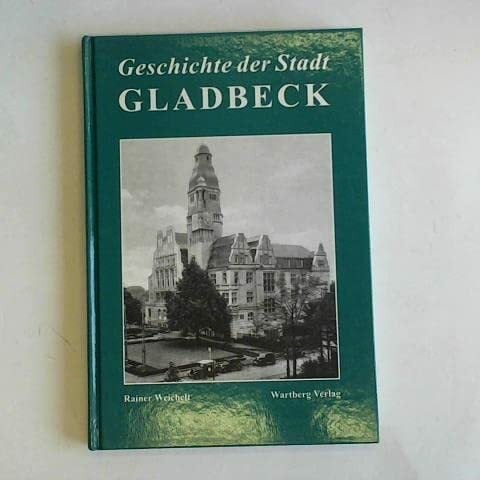 Geschichte der Stadt
GLADBECK
Rainer Weichelt
Wartberg Verlag